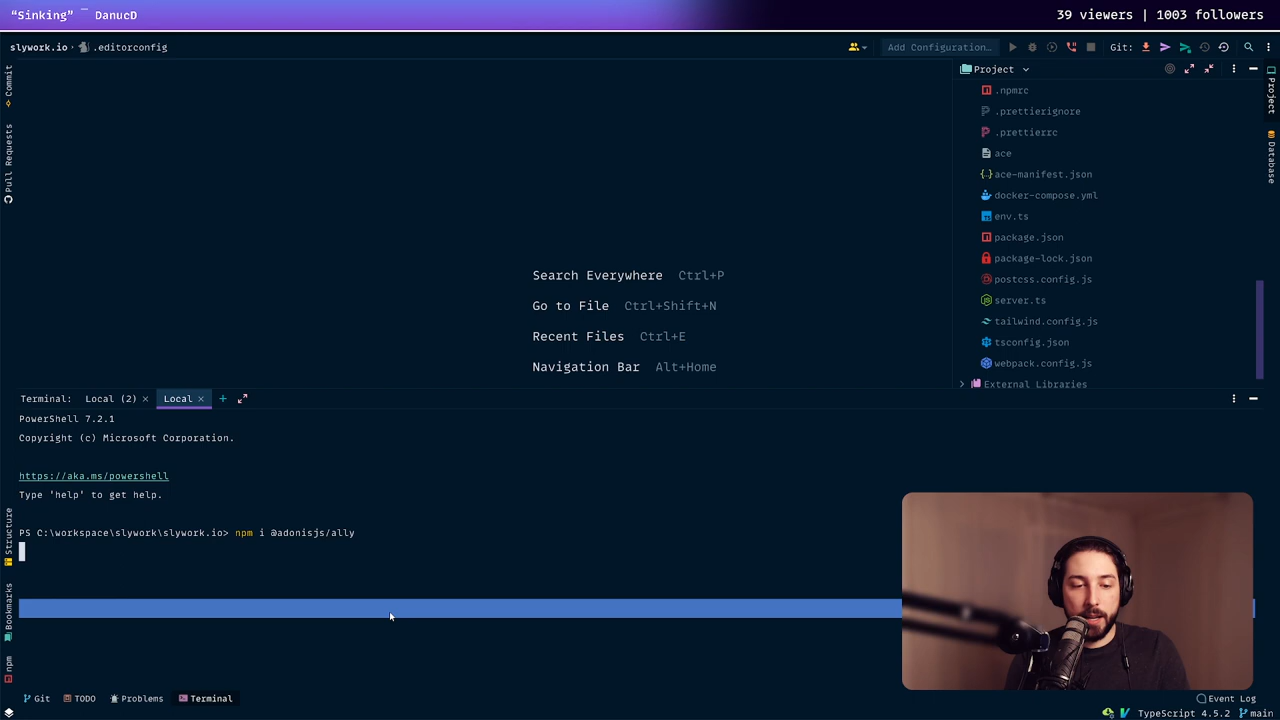 “Sinking” ¯ DanucD
39 viewers | 1003 followers
slywork.io › .editorconfig
Add Configuration…
Git:
Commit
Pull Requests
Project
.npmrc
.prettierignore
.prettierrc
ace
ace-manifest.json
docker-compose.yml
env.ts
package.json
package-lock.json
postcss.config.js
server.ts
tailwind.config.js
tsconfig.json
webpack.config.js
External Libraries
Project
Database
Search Everywhere Ctrl+P
Go to File Ctrl+Shift+N
Recent Files Ctrl+E
Navigation Bar Alt+Home
Terminal: Local (2) × Local × +
PowerShell 7.2.1
Copyright (c) Microsoft Corporation.
https://aka.ms/powershell
Type 'help' to get help.
PS C:\workspace\slywork\slywork.io> npm i @adonisjs/ally
Structure
Bookmarks
npm
Git TODO Problems Terminal
Event Log
TypeScript 4.5.2 main